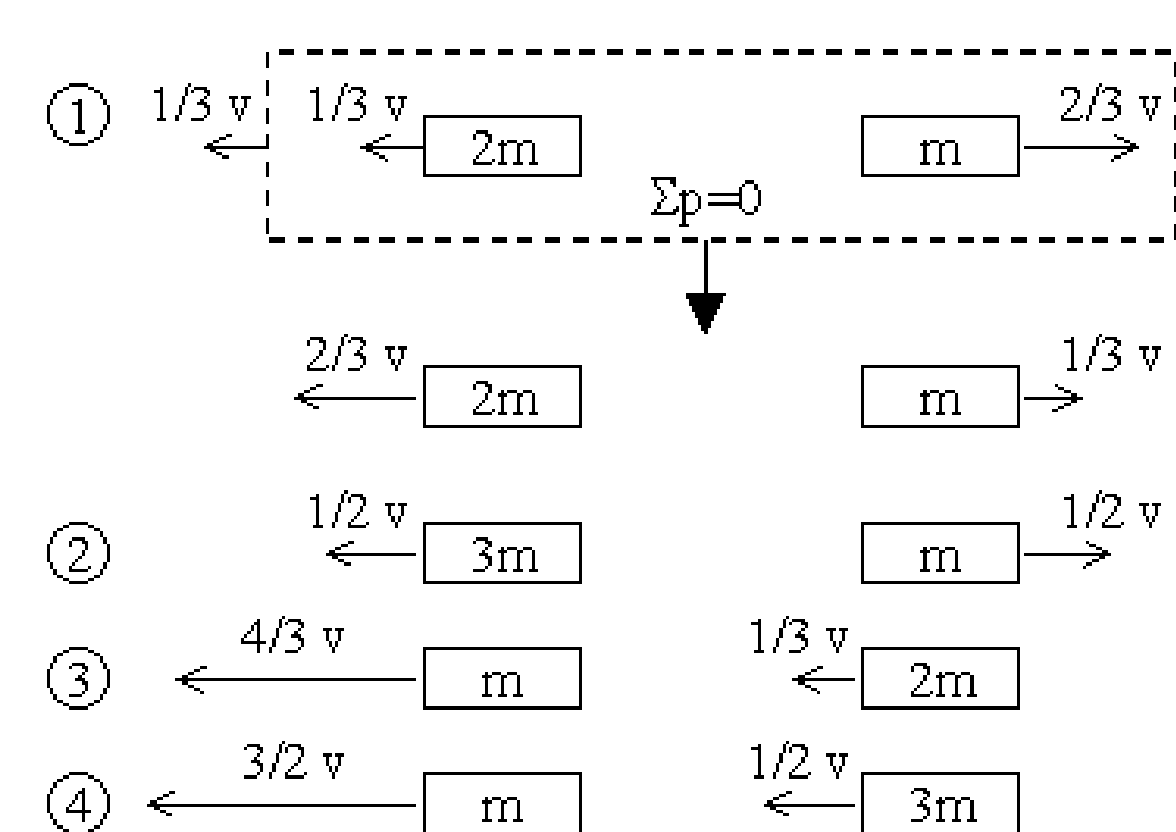 ① 1/3 v 1/3 v 2m m 2/3 v
Σp=0
2/3 v 2m m 1/3 v
② 1/2 v 3m m 1/2 v
③ 4/3 v m 1/3 v 2m
④ 3/2 v m 1/2 v 3m